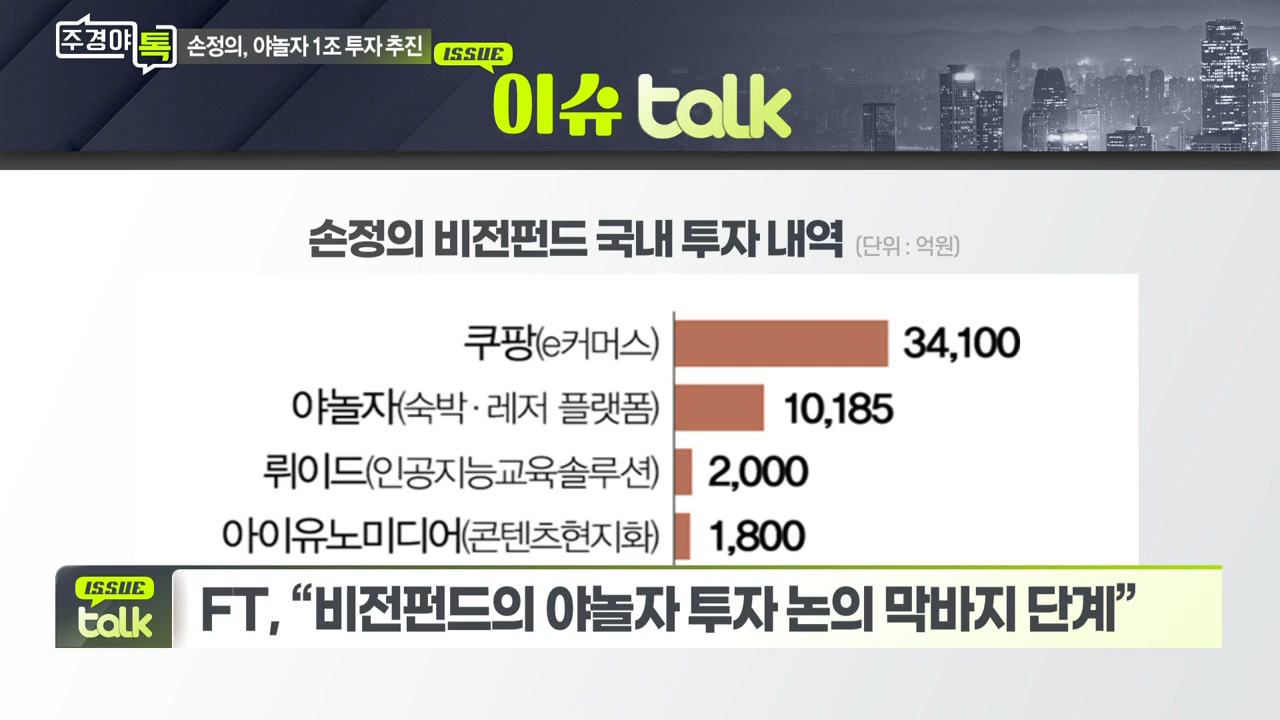 주경야톡
손정의, 야놀자 1조 투자 추진
ISSUE
이슈 talk
손정의 비전펀드 국내 투자 내역 (단위 : 억원)
쿠팡(e커머스) 34,100
야놀자(숙박·레저 플랫폼) 10,185
뤼이드(인공지능교육솔루션) 2,000
아이유노미디어(콘텐츠현지화) 1,800
ISSUE
talk
FT, “비전펀드의 야놀자 투자 논의 막바지 단계”